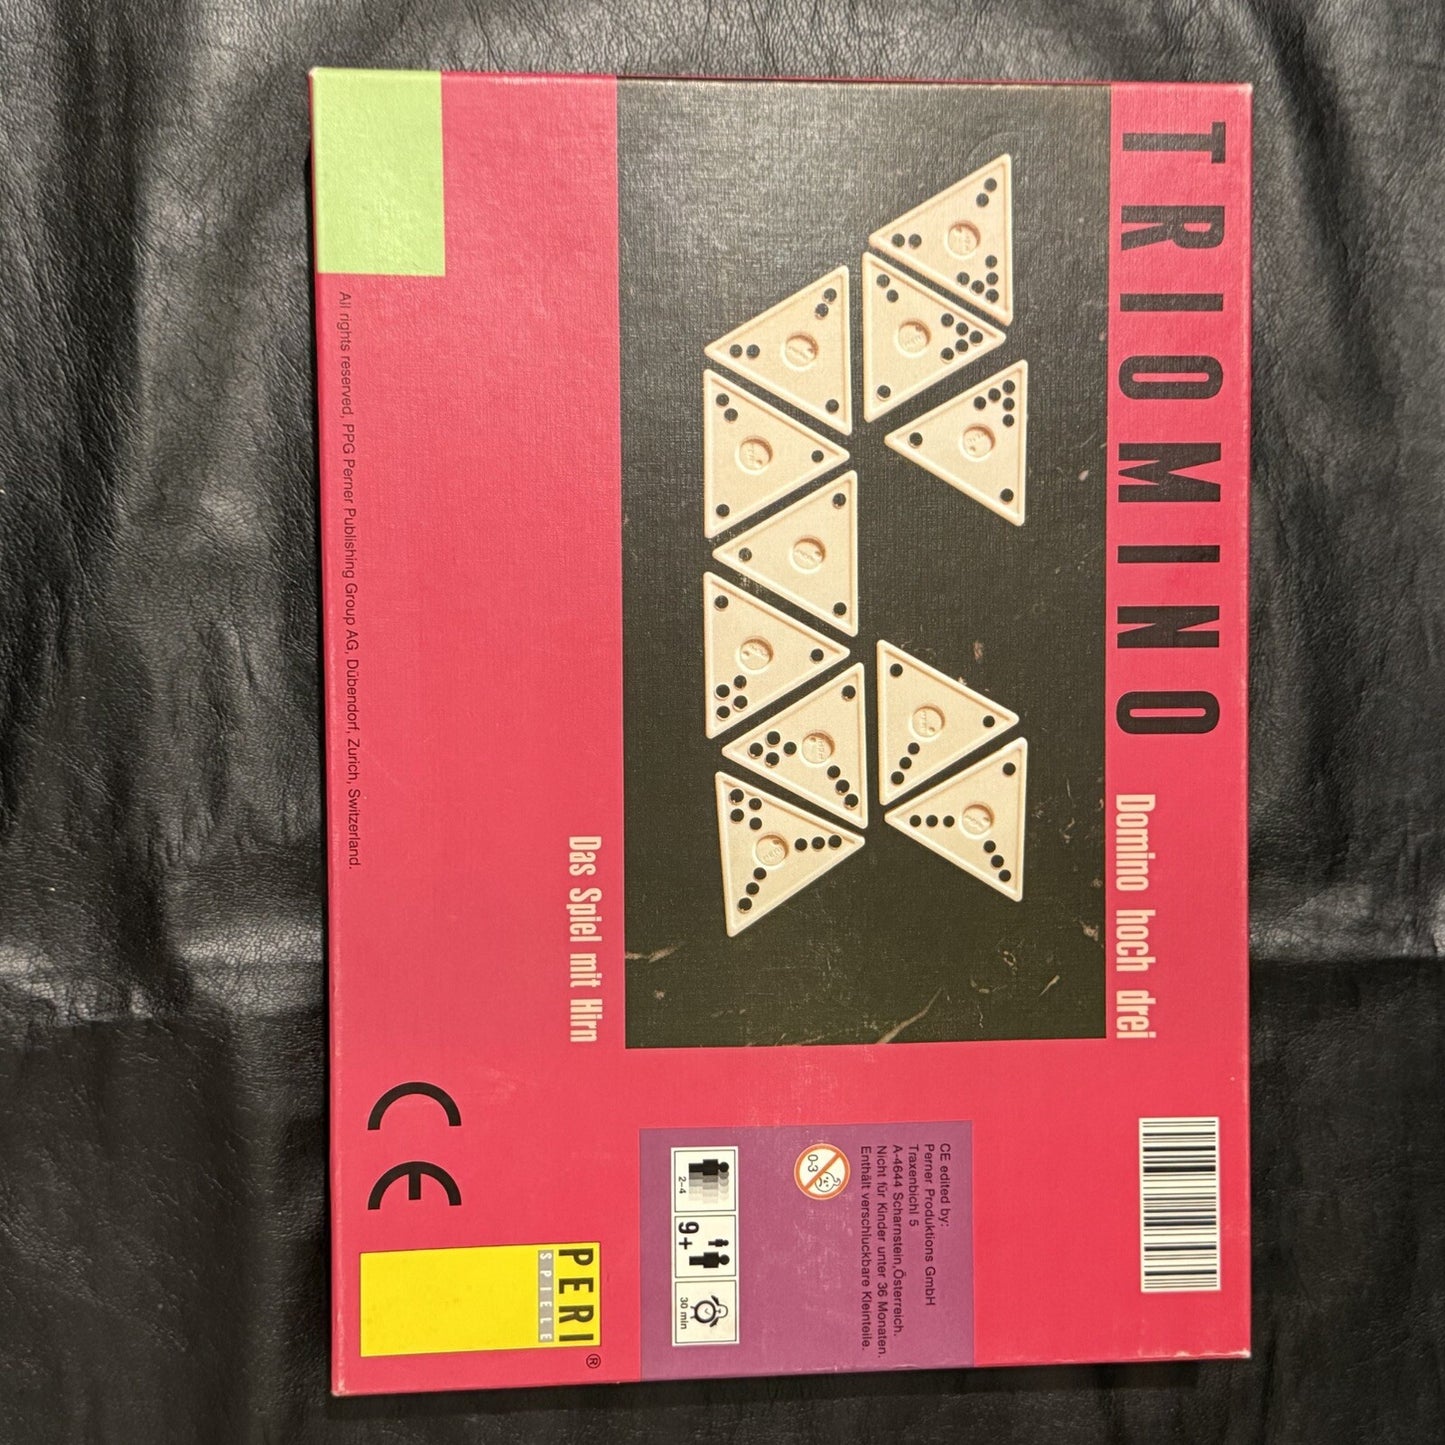 TRIOMINO
Domino hoch drei
Das Spiel mit Hirn
CE edited by:
Perner Produktions GmbH
Traxenbichl 5
A-4644 Scharnstein,Österreich.
Nicht für Kinder unter 36 Monaten.
Enthält verschluckbare Kleinteile.
0-3
2-4
9+
30 min
All rights reserved, PPG Perner Publishing Group AG, Dübendorf, Zurich, Switzerland.
CE
PERI ®
SPIELE